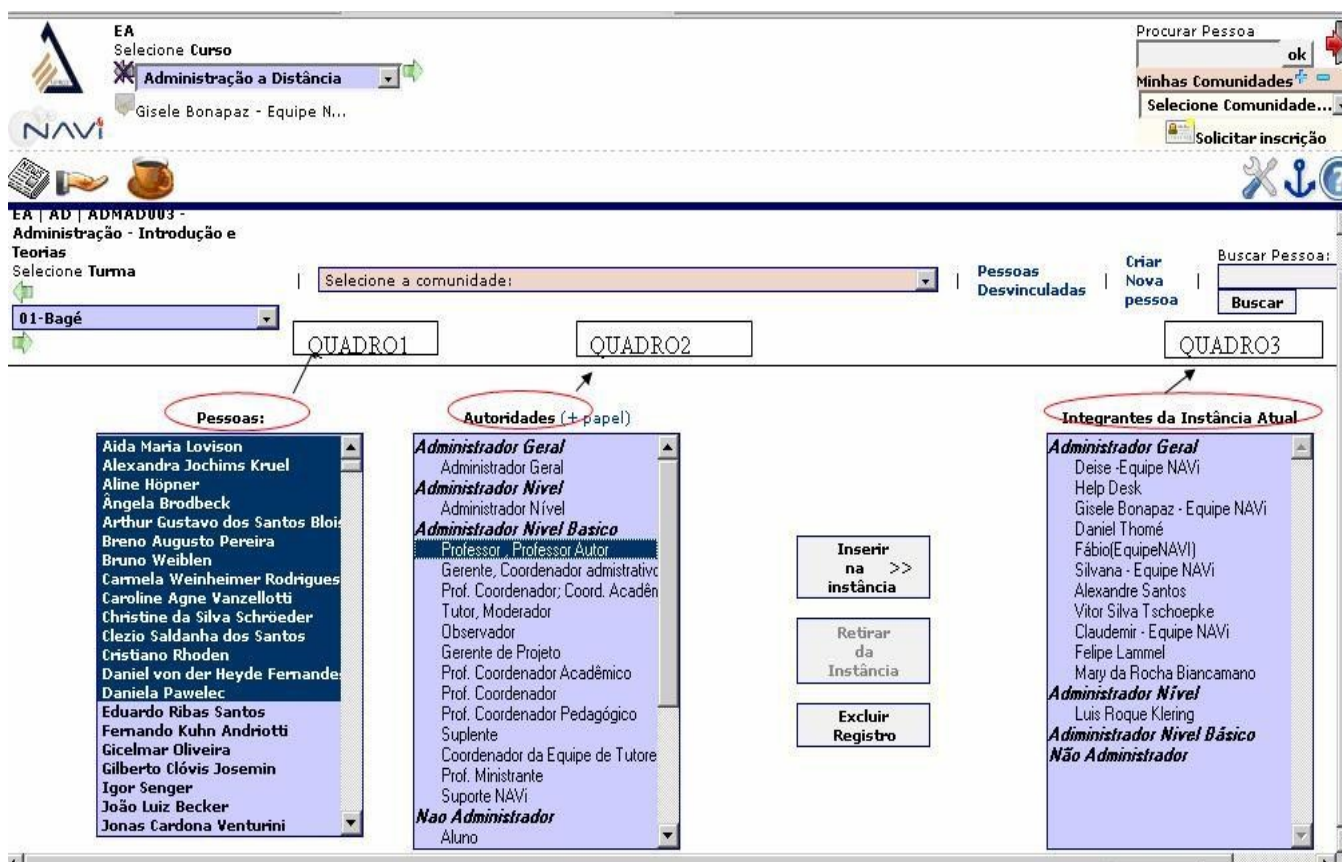 EA
Selecione Curso
Administração a Distância
Gisele Bonapaz - Equipe N...
NAVi
Procurar Pessoa
ok
Minhas Comunidades
Selecione Comunidade...
Solicitar inscrição
EA | AD | ADMAD003 -
Administração - Introdução e
Teorias
Selecione Turma
01-Bagé
| Selecione a comunidade: |
Pessoas
Desvinculadas
|
Criar
Nova
pessoa
|
Buscar Pessoa:
Buscar
QUADRO1
QUADRO2
QUADRO3
Pessoas:
Aida Maria Lovison
Alexandra Jochims Kruel
Aline Höpner
Ângela Brodbeck
Arthur Gustavo dos Santos Blois
Breno Augusto Pereira
Bruno Weiblen
Carmela Weinheimer Rodrigues
Caroline Agne Vanzellotti
Christine da Silva Schröeder
Clezio Saldanha dos Santos
Cristiano Rhoden
Daniel von der Heyde Fernande
Daniela Pawelec
Eduardo Ribas Santos
Fernando Kuhn Andriotti
Gicelmar Oliveira
Gilberto Clóvis Josemin
Igor Senger
João Luiz Becker
Jonas Cardona Venturini
Autoridades (+ papel)
Administrador Geral
Administrador Geral
Administrador Nivel
Administrador Nível
Administrador Nivel Basico
Professor , Professor Autor
Gerente, Coordenador admistrativo
Prof. Coordenador; Coord. Acadên
Tutor, Moderador
Observador
Gerente de Projeto
Prof. Coordenador Acadêmico
Prof. Coordenador
Prof. Coordenador Pedagógico
Suplente
Coordenador da Equipe de Tutore
Prof. Ministrante
Suporte NAVi
Nao Administrador
Aluno
Inserir
na >>
instância
Retirar
da
Instância
Excluir
Registro
Integrantes da Instância Atual
Administrador Geral
Deise -Equipe NAVi
Help Desk
Gisele Bonapaz - Equipe NAVi
Daniel Thomé
Fábio(EquipeNAVI)
Silvana - Equipe NAVi
Alexandre Santos
Vitor Silva Tschoepke
Claudemir - Equipe NAVi
Felipe Lammel
Mary da Rocha Biancamano
Administrador Nível
Luis Roque Klering
Administrador Nivel Básico
Não Administrador